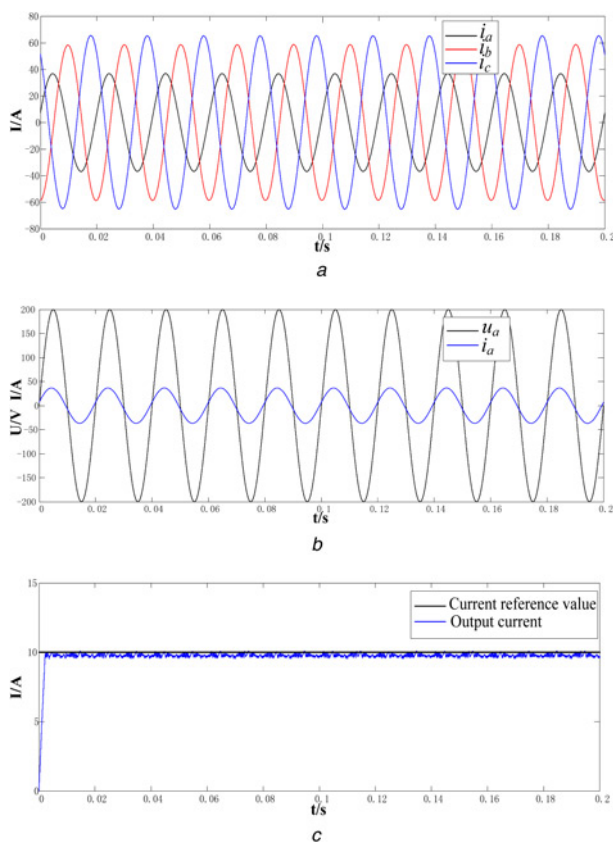 80
60
40
20
0
-20
-40
-60
-80
I/A
i.a
i_b
i_c
0 0.02 0.04 0.06 0.08 0.1 0.12 0.14 0.16 0.18 0.2
t/s
a
200
150
100
50
0
-50
-100
-150
-200
U/V I/A
u_a
i_a
0 0.02 0.04 0.06 0.08 0.1 0.12 0.14 0.16 0.18 0.2
t/s
b
15
10
5
0
I/A
Current reference value
Output current
0 0.02 0.04 0.06 0.08 0.1 0.12 0.14 0.16 0.18 0.2
t/s
c